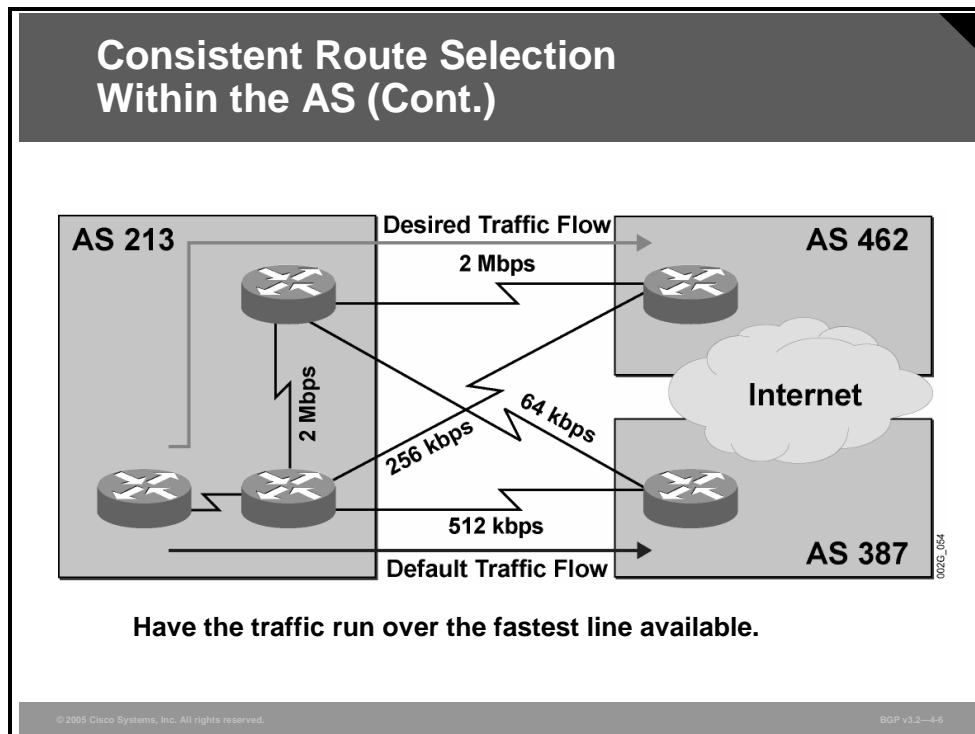 Consistent Route Selection
Within the AS (Cont.)
AS 213
Desired Traffic Flow
AS 462
2 Mbps
2 Mbps
256 kbps
64 kbps
Internet
512 kbps
Default Traffic Flow
AS 387
002G_054
Have the traffic run over the fastest line available.
© 2005 Cisco Systems, Inc. All rights reserved.
BGP v3.2—4-6